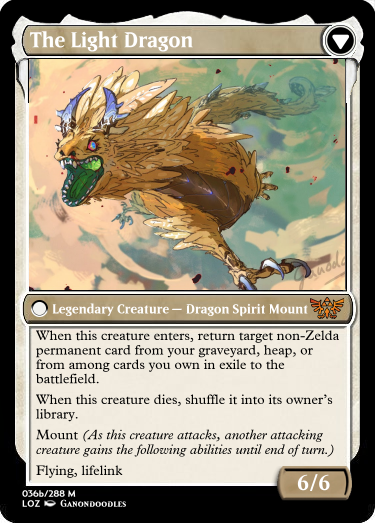 The Light Dragon
Legendary Creature — Dragon Spirit Mount
When this creature enters, return target non-Zelda
permanent card from your graveyard, heap, or
from among cards you own in exile to the
battlefield.
When this creature dies, shuffle it into its owner's
library.
Mount (As this creature attacks, another attacking
creature gains the following abilities until end of turn.)
Flying, lifelink
6/6
036b/288 M
LOZ GANONDOODLES